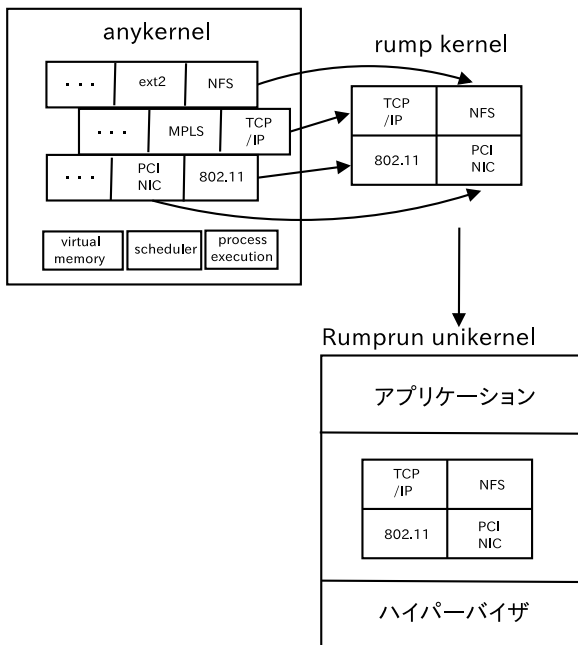 anykernel
rump kernel
... ext2 NFS
... MPLS TCP
/IP
... PCI
NIC 802.11
virtual
memory scheduler process
execution
TCP
/IP NFS
802.11 PCI
NIC
Rumprun unikernel
アプリケーション
TCP
/IP NFS
802.11 PCI
NIC
ハイパーバイザ